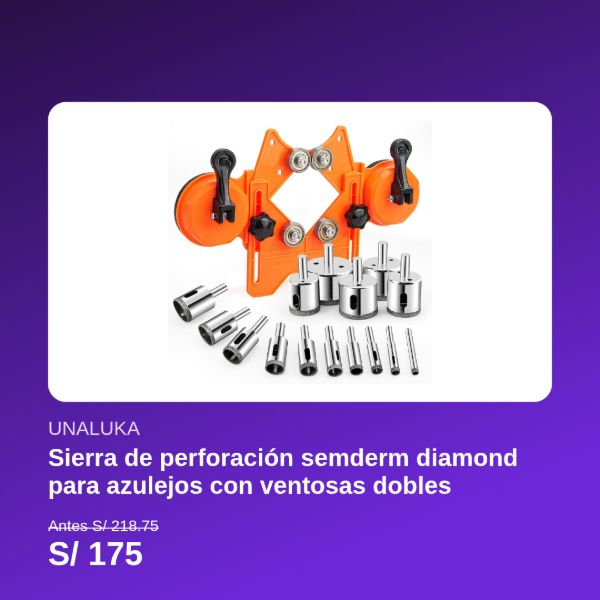 UNALUKA
Sierra de perforación semderm diamond
para azulejos con ventosas dobles
Antes S/ 218.75
S/ 175